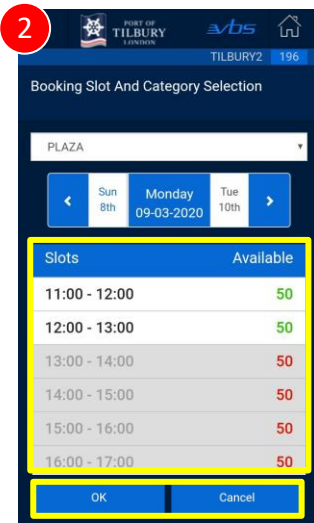 2
PORT OF
TILBURY
LONDON
vbs
TILBURY2 196
Booking Slot And Category Selection
PLAZA
Sun
8th
Monday
09-03-2020
Tue
10th
Slots Available
11:00 - 12:00 50
12:00 - 13:00 50
13:00 - 14:00 50
14:00 - 15:00 50
15:00 - 16:00 50
16:00 - 17:00 50
OK Cancel